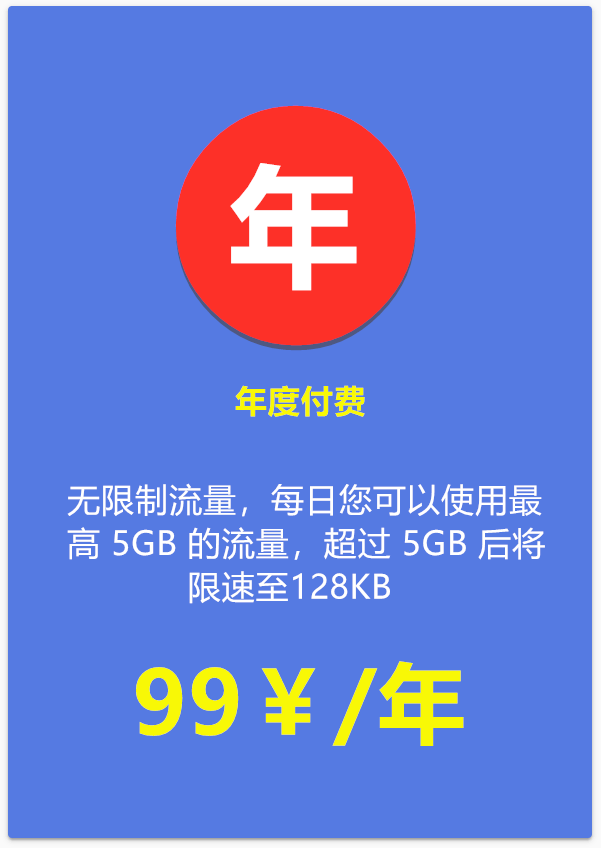 年
年度付费
无限制流量，每日您可以使用最
高 5GB 的流量，超过 5GB 后将
限速至128KB
99￥/年